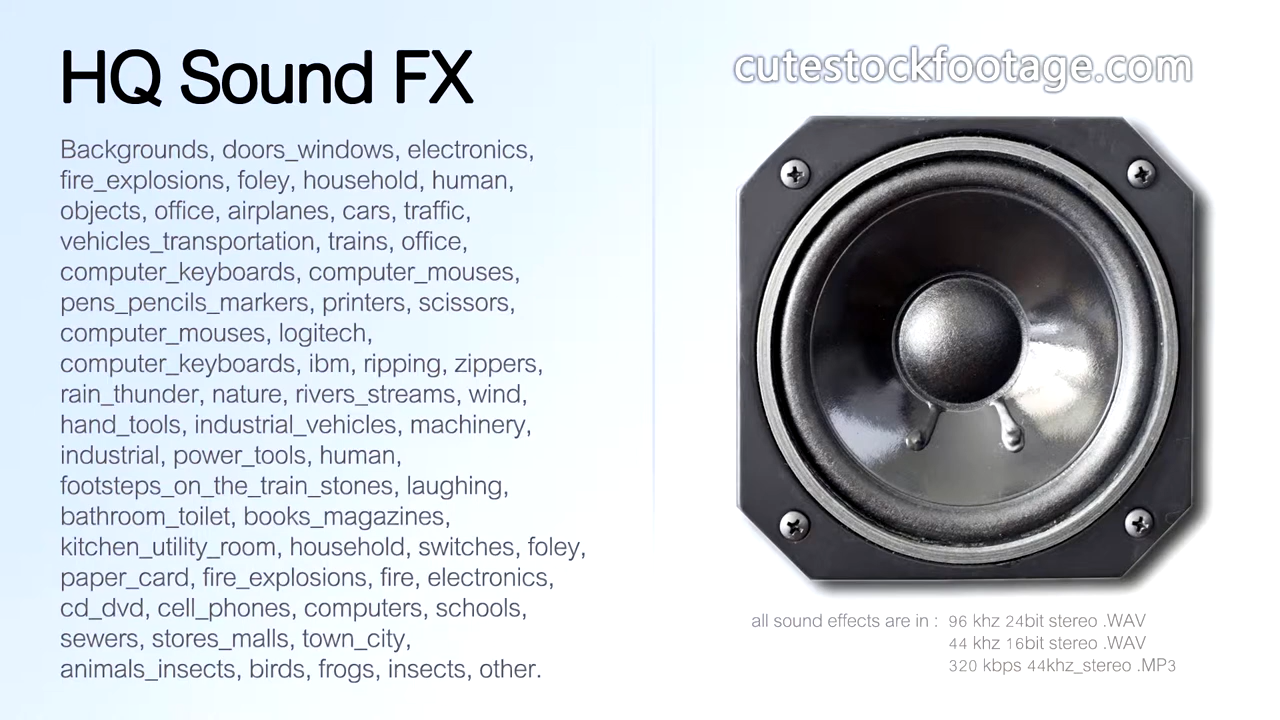 HQ Sound FX
Backgrounds, doors_windows, electronics,
fire_explosions, foley, household, human,
objects, office, airplanes, cars, traffic,
vehicles_transportation, trains, office,
computer_keyboards, computer_mouses,
pens_pencils_markers, printers, scissors,
computer_mouses, logitech,
computer_keyboards, ibm, ripping, zippers,
rain_thunder, nature, rivers_streams, wind,
hand_tools, industrial_vehicles, machinery,
industrial, power_tools, human,
footsteps_on_the_train_stones, laughing,
bathroom_toilet, books_magazines,
kitchen_utility_room, household, switches, foley,
paper_card, fire_explosions, fire, electronics,
cd_dvd, cell_phones, computers, schools,
sewers, stores_malls, town_city,
animals_insects, birds, frogs, insects, other.
cutestockfootage.com
all sound effects are in : 96 khz 24bit stereo .WAV
44 khz 16bit stereo .WAV
320 kbps 44khz_stereo .MP3